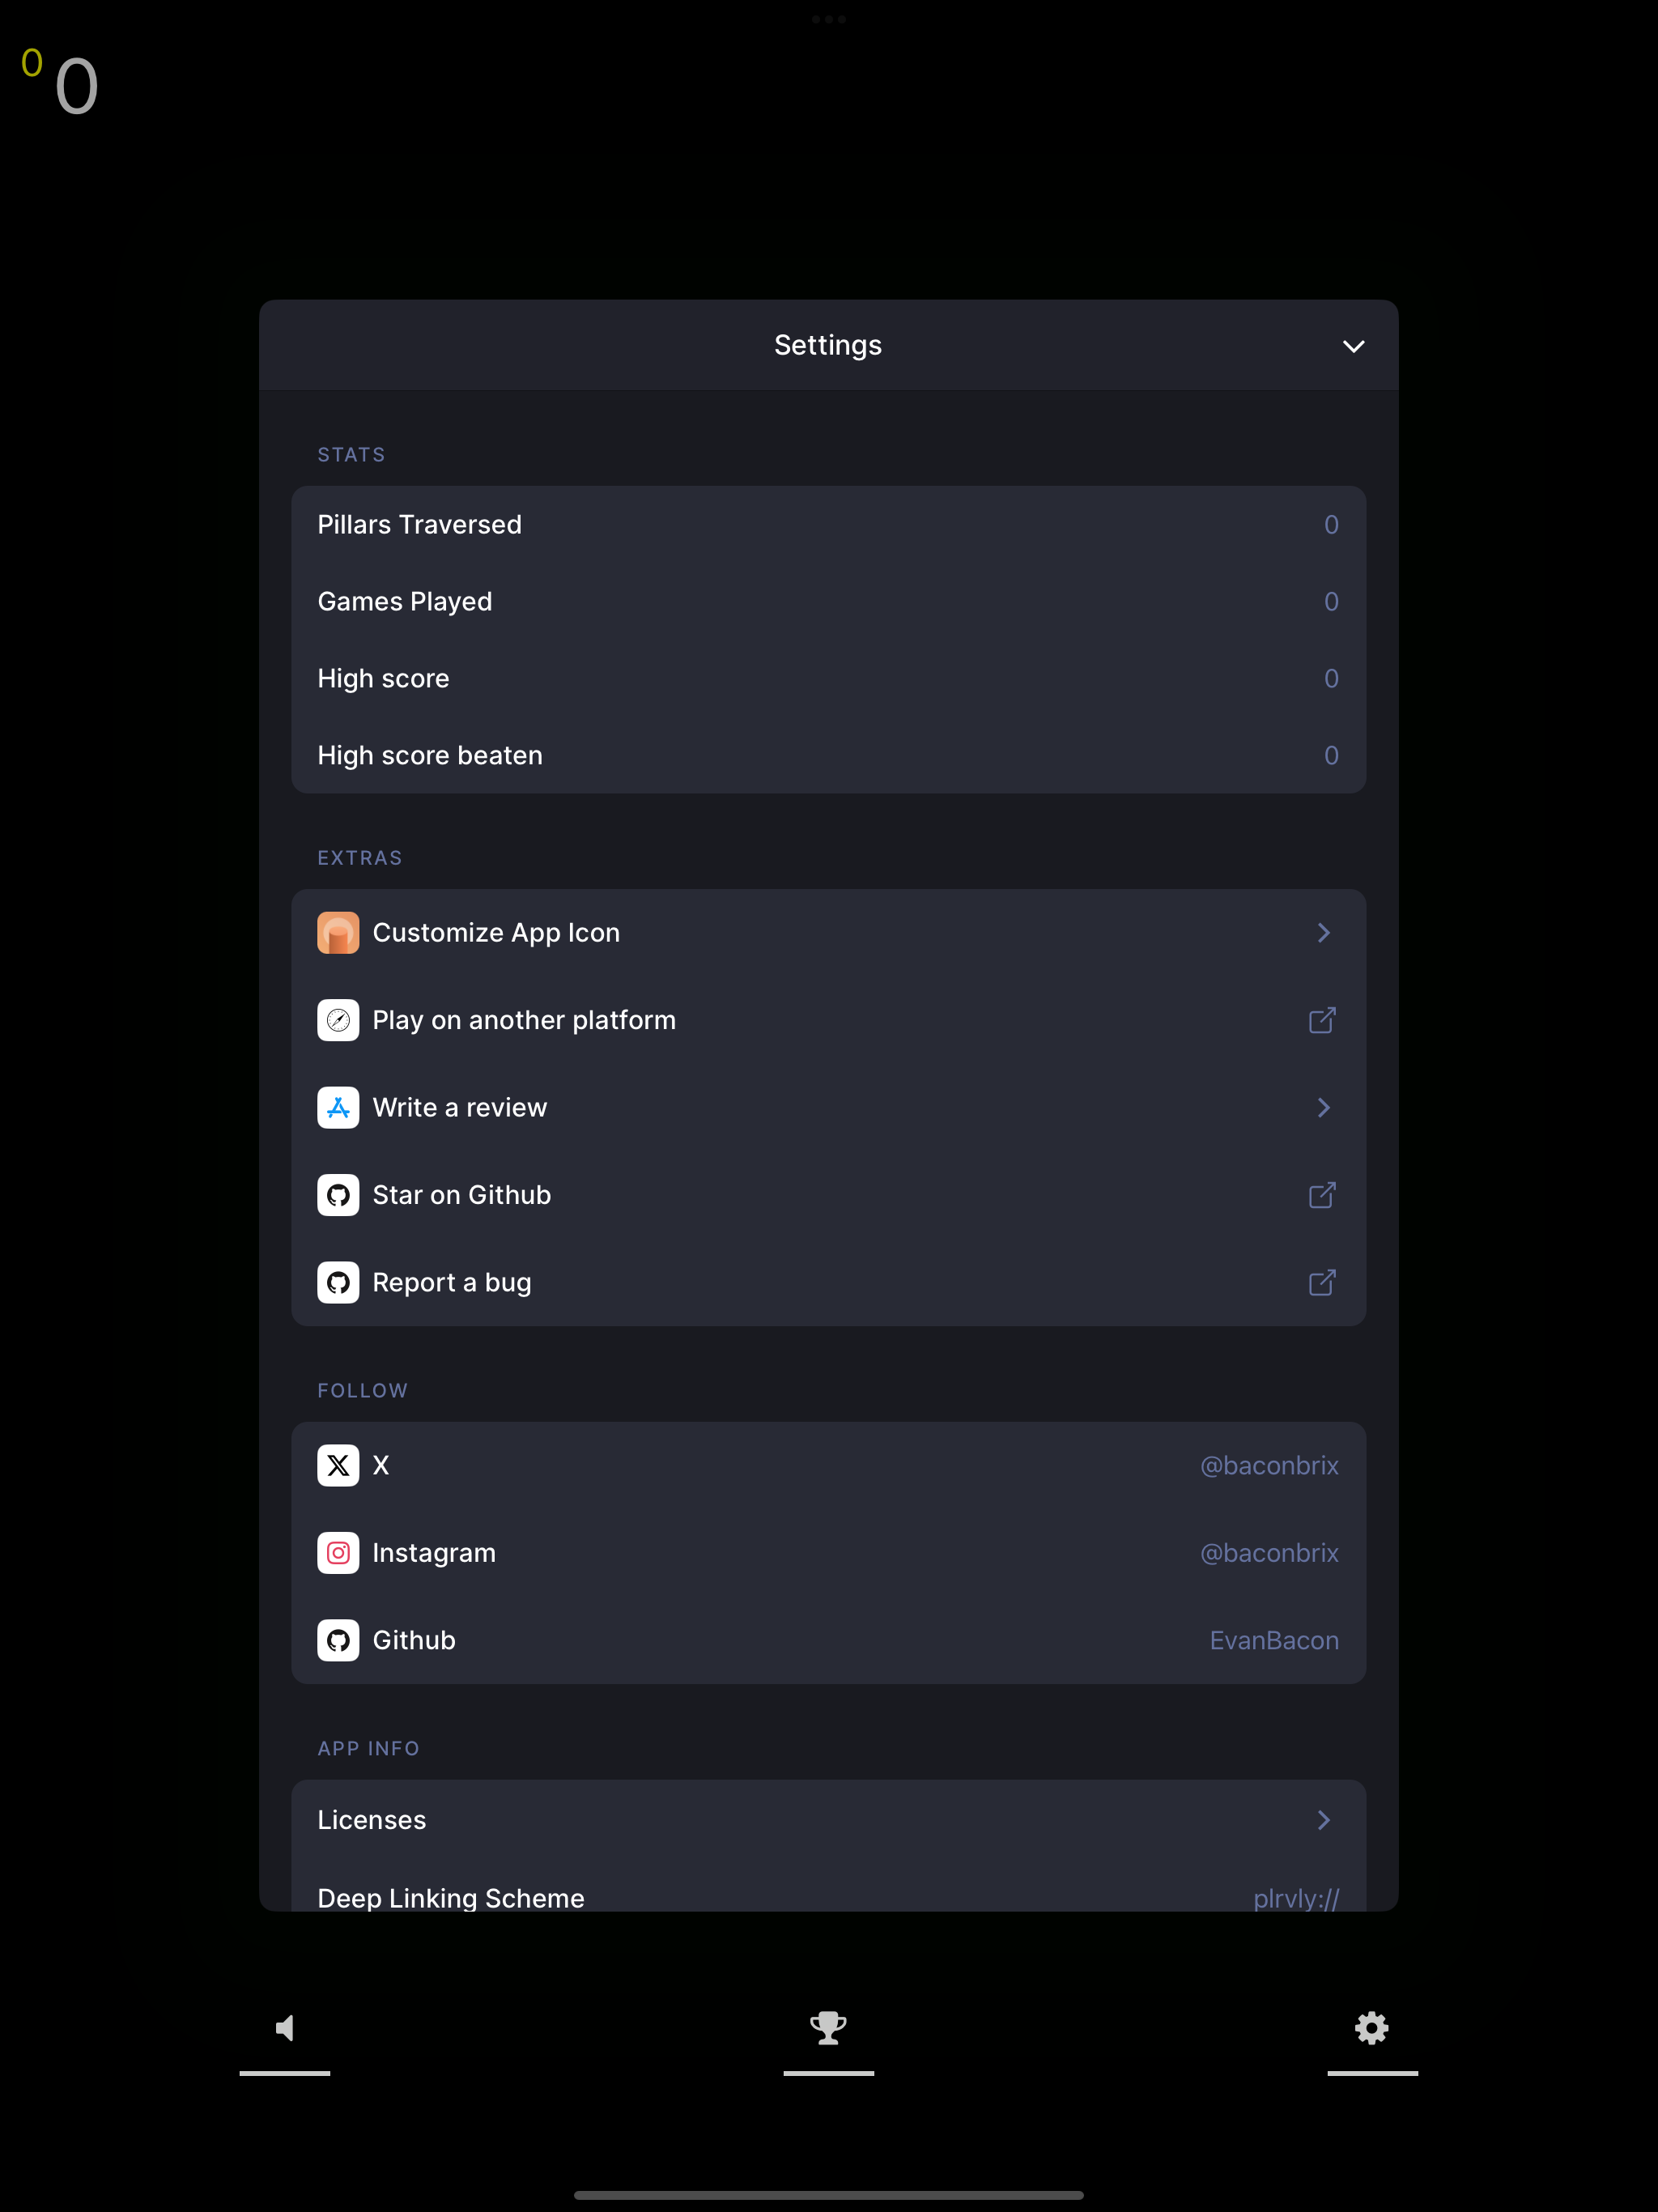 0
0
Settings
STATS
Pillars Traversed 0
Games Played 0
High score 0
High score beaten 0
EXTRAS
Customize App Icon
Play on another platform
Write a review
Star on Github
Report a bug
FOLLOW
X @baconbrix
Instagram @baconbrix
Github EvanBacon
APP INFO
Licenses
Deep Linking Scheme plrvly://